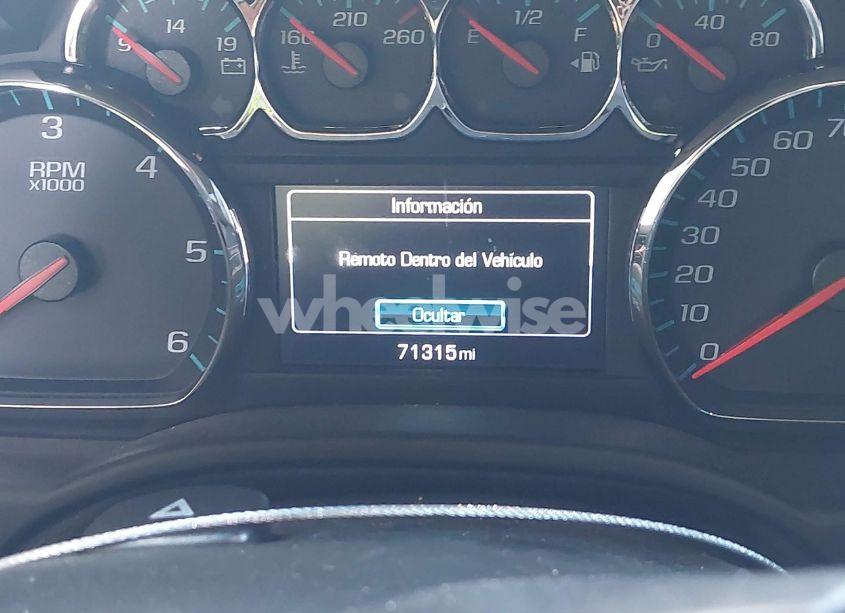 9 14 19
160 210 260
E 1/2 F
0 40 80
3
4
5
6
RPM
x1000
Información
Remoto Dentro del Vehículo
Ocultar
71315 mi
0
10
20
30
40
50
60
wheelwise